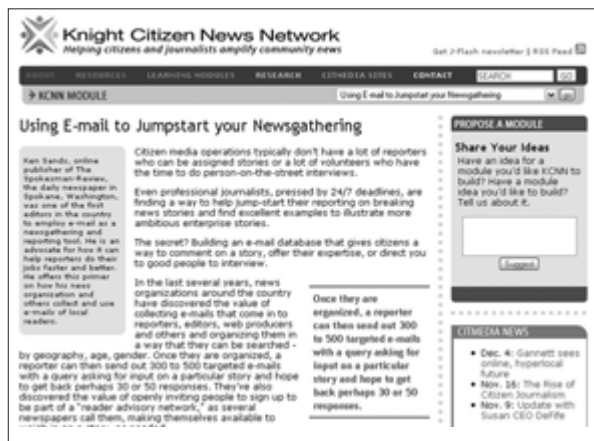 Knight Citizen News Network
Helping citizens and journalists amplify community news
Get J-Flash newsletter | RSS Feed
ABOUT RESOURCES LEARNING MODULES RESEARCH CITMEDIA SITES CONTACT SEARCH GO
KCNN MODULE
Using E-mail to Jumpstart your Newsgathering go
Using E-mail to Jumpstart your Newsgathering
Ken Sands, online
publisher of The
Spokesman-Review,
the daily newspaper in
Spokane, Washington,
was one of the first
editors in the country
to employ e-mail as a
newsgathering and
reporting tool. He is an
advocate for how it can
help reporters do their
jobs faster and better.
He offers this primer
on how his news
organization and
others collect and use
e-mails of local
readers.
Citizen media operations typically don't have a lot of reporters
who can be assigned stories or a lot of volunteers who have
the time to do person-on-the-street interviews.
Even professional journalists, pressed by 24/7 deadlines, are
finding a way to help jump-start their reporting on breaking
news stories and find excellent examples to illustrate more
ambitious enterprise stories.
The secret? Building an e-mail database that gives citizens a
way to comment on a story, offer their expertise, or direct you
to good people to interview.
In the last several years, news
organizations around the country
have discovered the value of
collecting e-mails that come in to
reporters, editors, web producers
and others and organizing them in
a way that they can be searched -
by geography, age, gender. Once they are organized, a
reporter can then send out 300 to 500 targeted e-mails
with a query asking for input on a particular story and hope
to get back perhaps 30 or 50 responses. They've also
discovered the value of openly inviting people to sign up to
be part of a "reader advisory network," as several
newspapers call them, making themselves available to
Once they are
organized, a reporter
can then send out 300
to 500 targeted e-mails
with a query asking for
input on a particular
story and hope to get
back perhaps 30 or 50
responses.
PROPOSE A MODULE
Share Your Ideas
Have an idea for a
module you'd like KCNN to
build? Have a module
idea you'd like to build?
Tell us about it.
Suggest
CITMEDIA NEWS
Dec. 4: Gannett sees
online, hyperlocal
future
Nov. 16: The Rise of
Citizen Journalism
Nov. 9: Update with
Susan CEO DeFife